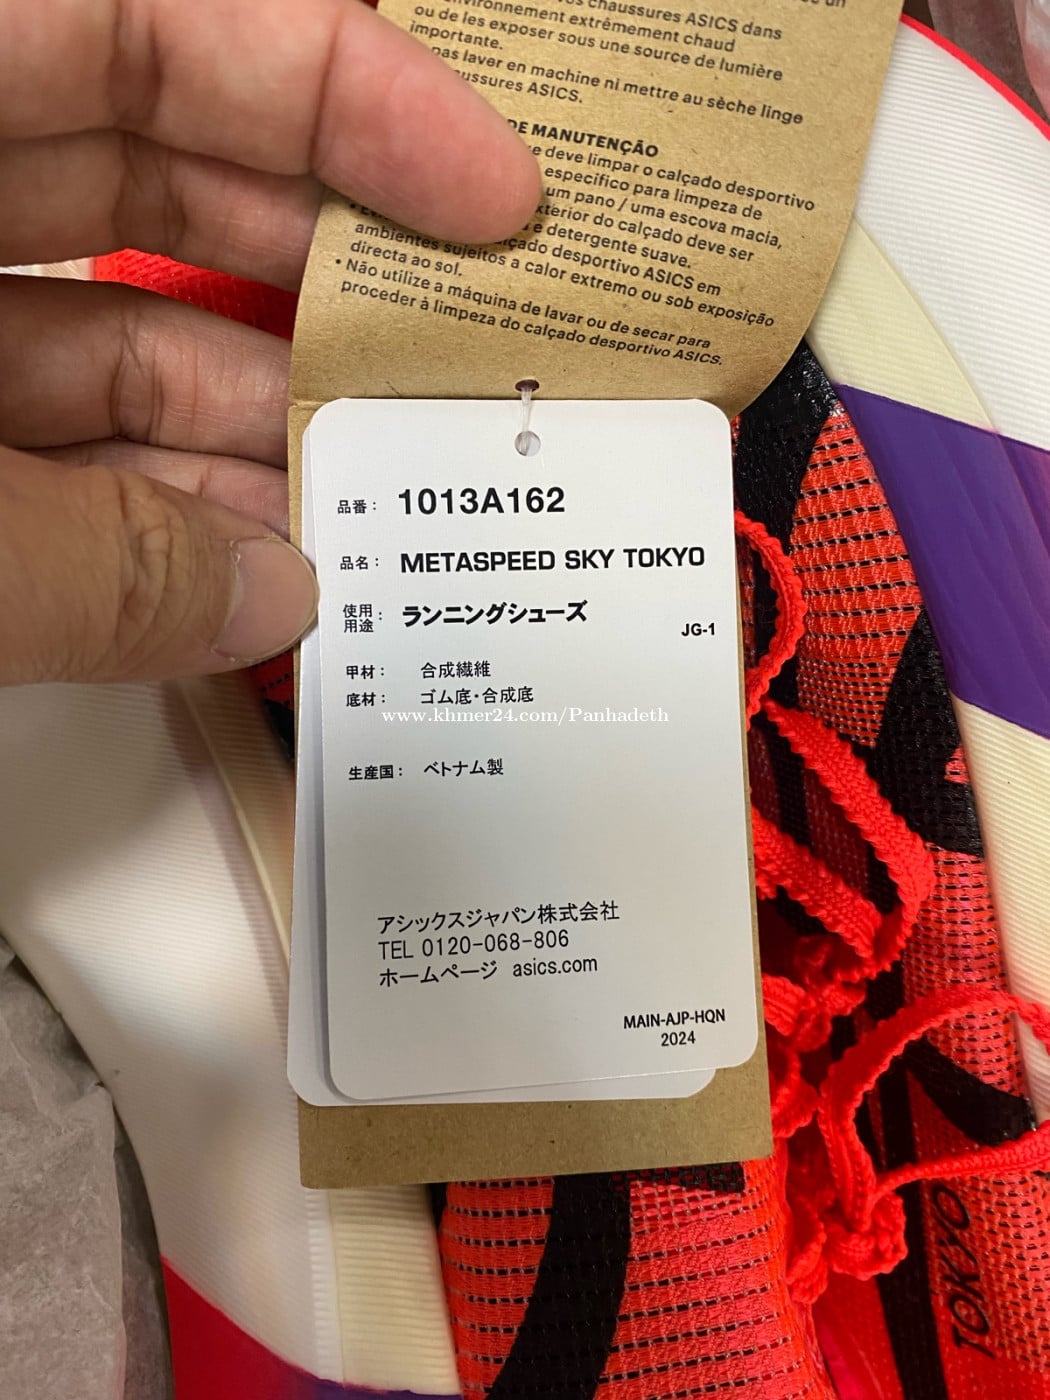 chaussures ASICS dans
environnement extrêmement chaud
ou de les exposer sous une source de lumière
importante.
pas laver en machine ni mettre au sèche linge
ussures ASICS.
DE MANUTENÇÃO
se deve limpar o calçado desportivo
específico para limpeza de
um pano / uma escova macia,
xterior do calçado deve ser
e detergente suave.
lçado desportivo ASICS em
ambientes sujeitos a calor extremo ou sob exposição
directa ao sol.
• Não utilize a máquina de lavar ou de secar para
proceder à limpeza do calçado desportivo ASICS.
品番： 1013A162
品名： METASPEED SKY TOKYO
使用用途： ランニングシューズ
JG-1
甲材： 合成繊維
底材： ゴム底・合成底
www.khmer24.com/Panhadeth
生産国： ベトナム製
アシックスジャパン株式会社
TEL 0120-068-806
ホームページ asics.com
MAIN-AJP-HQN
2024
TOKYO